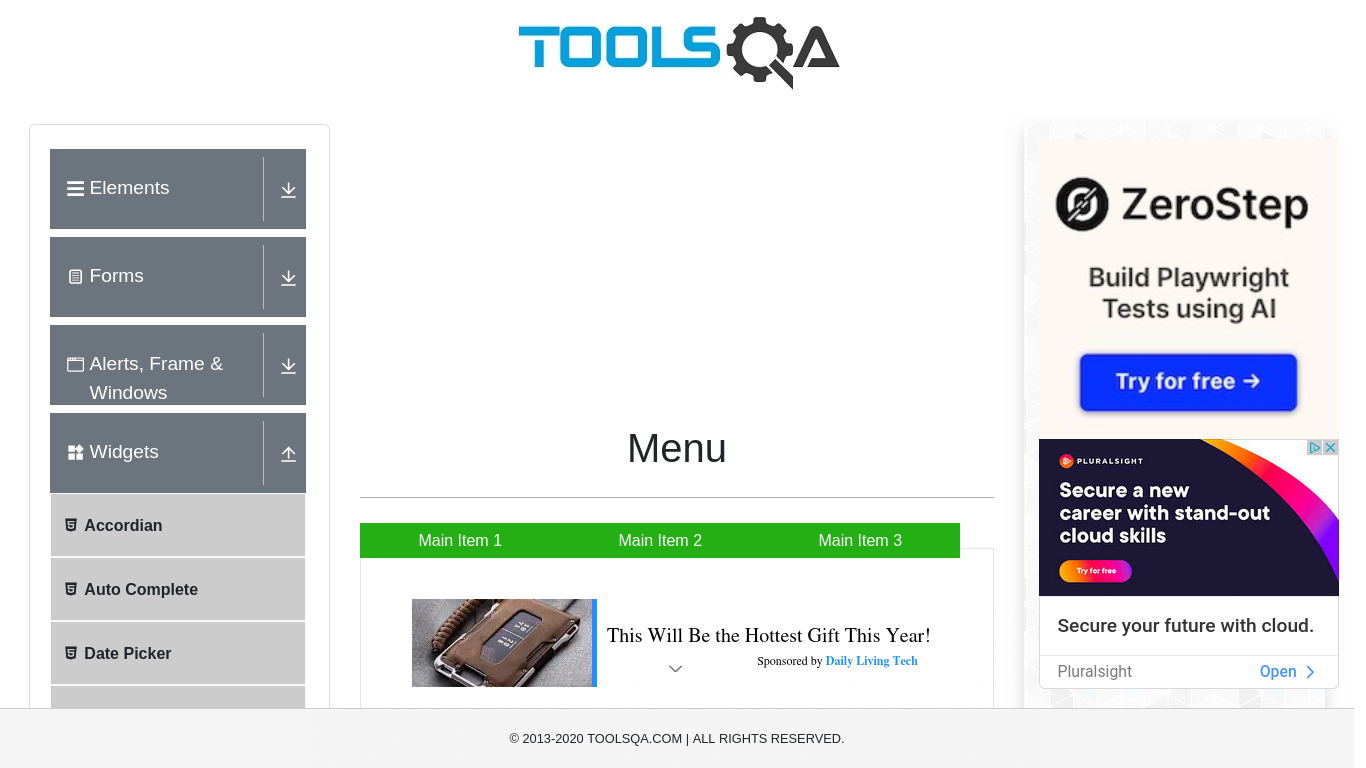 TOOLSQA
Elements
Forms
Alerts, Frame &
Windows
Widgets
Accordian
Auto Complete
Date Picker
Menu
Main Item 1
Main Item 2
Main Item 3
This Will Be the Hottest Gift This Year!
Sponsored by Daily Living Tech
ZeroStep
Build Playwright
Tests using AI
Try for free →
PLURALSIGHT
Secure a new
career with stand-out
cloud skills
Try for free
Secure your future with cloud.
Pluralsight
Open
© 2013-2020 TOOLSQA.COM | ALL RIGHTS RESERVED.